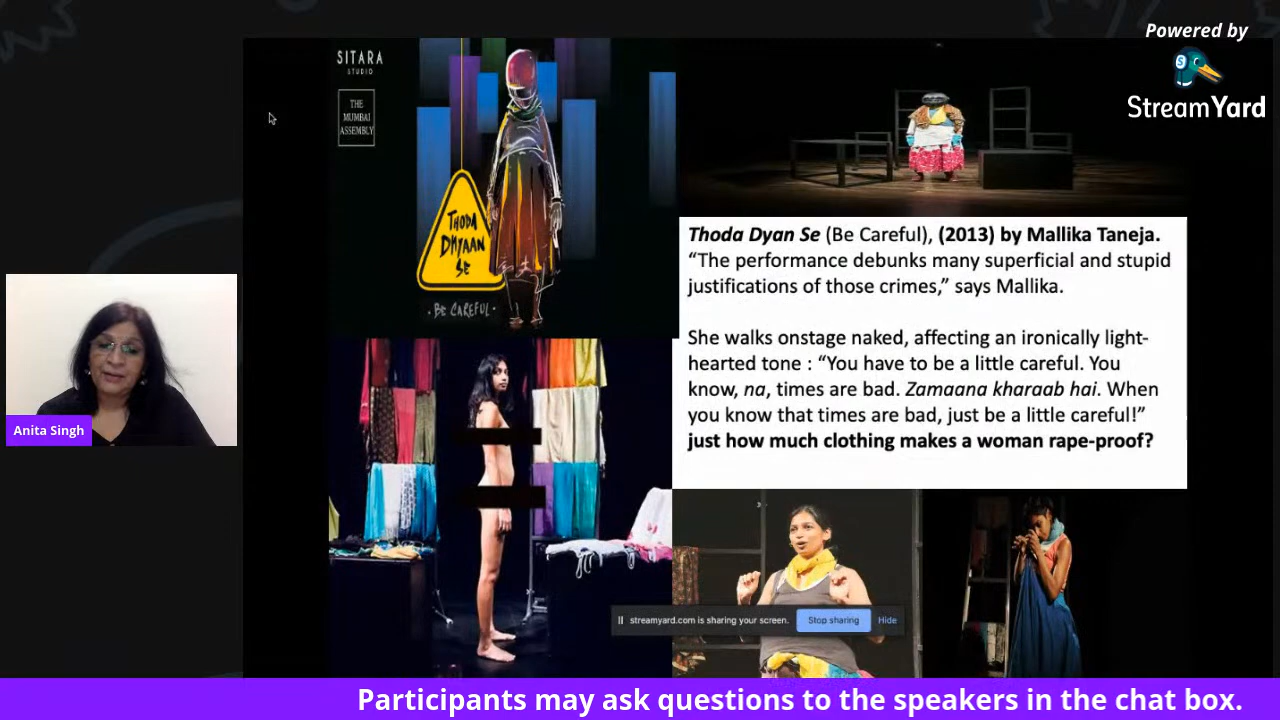 Powered by
StreamYard
SITARA
STUDIO
THE
MUMBAI
ASSEMBLY
THODA
DHYAAN
SE
·BE CAREFUL·
Thoda Dyan Se (Be Careful), (2013) by Mallika Taneja.
“The performance debunks many superficial and stupid
justifications of those crimes,” says Mallika.
She walks onstage naked, affecting an ironically light-
hearted tone : “You have to be a little careful. You
know, na, times are bad. Zamaana kharaab hai. When
you know that times are bad, just be a little careful!”
just how much clothing makes a woman rape-proof?
Anita Singh
streamyard.com is sharing your screen.
Stop sharing
Hide
Participants may ask questions to the speakers in the chat box.